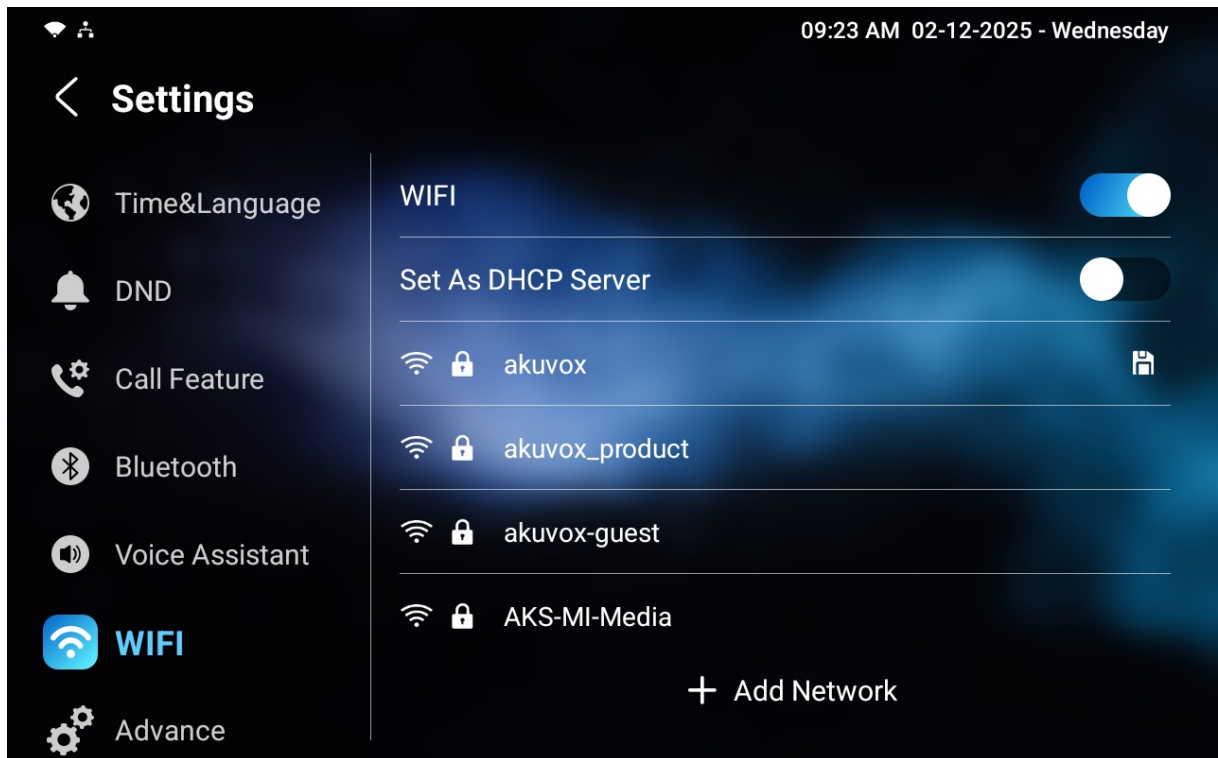 09:23 AM 02-12-2025 - Wednesday
Settings
Time&Language
DND
Call Feature
Bluetooth
Voice Assistant
WIFI
Advance
WIFI
Set As DHCP Server
akuvox
akuvox_product
akuvox-guest
AKS-MI-Media
Add Network